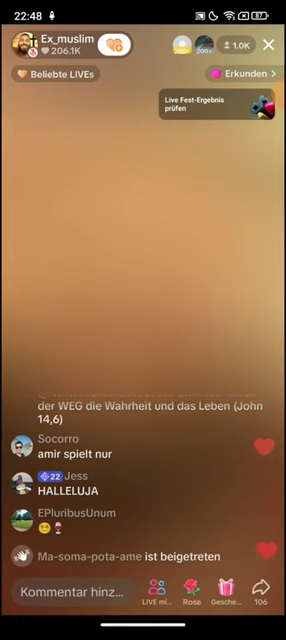 22:48
87
Ex_muslim
206.1K
200+
1.0K
Beliebte LIVEs
Erkunden
Live Fest-Ergebnis
prüfen
der WEG die Wahrheit und das Leben (John
14,6)
Socorro
amir spielt nur
22 Jess
HALLELUJA
EPluribusUnum
Ma-soma-pota-ame ist beigetreten
Kommentar hinz...
LIVE mi...
Rose
Gesche...
106